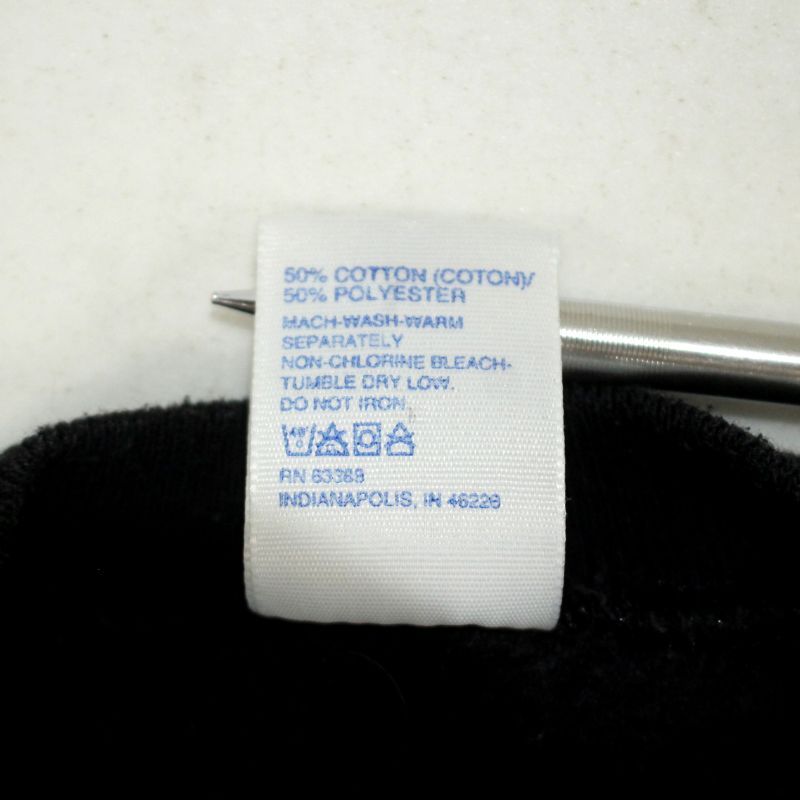 50% COTTON (COTON)/
50% POLYESTER
MACH-WASH-WARM
SEPARATELY
NON-CHLORINE BLEACH-
TUMBLE DRY LOW.
DO NOT IRON.
RN 63369
INDIANAPOLIS, IN 46226